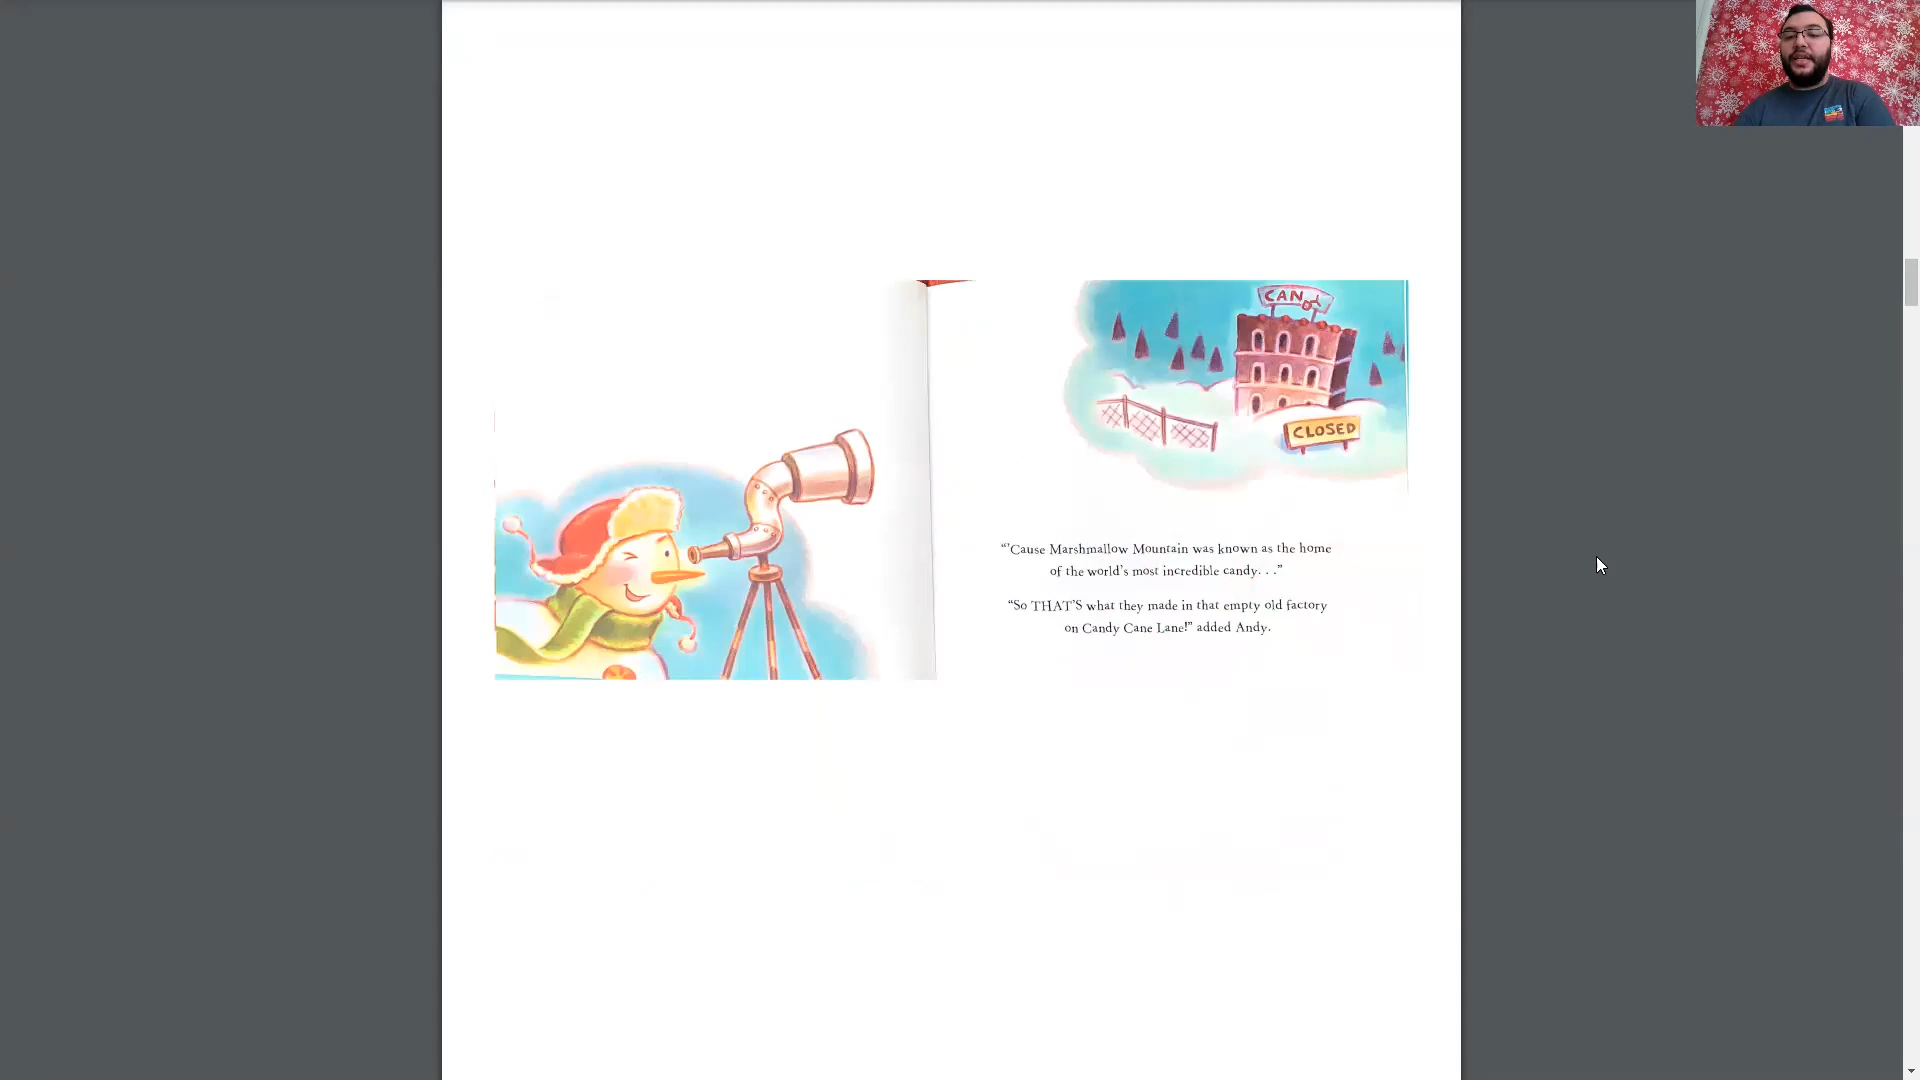 CANDY
CLOSED
“’Cause Marshmallow Mountain was known as the home
of the world’s most incredible candy. . .”
“So THAT’S what they made in that empty old factory
on Candy Cane Lane!” added Andy.